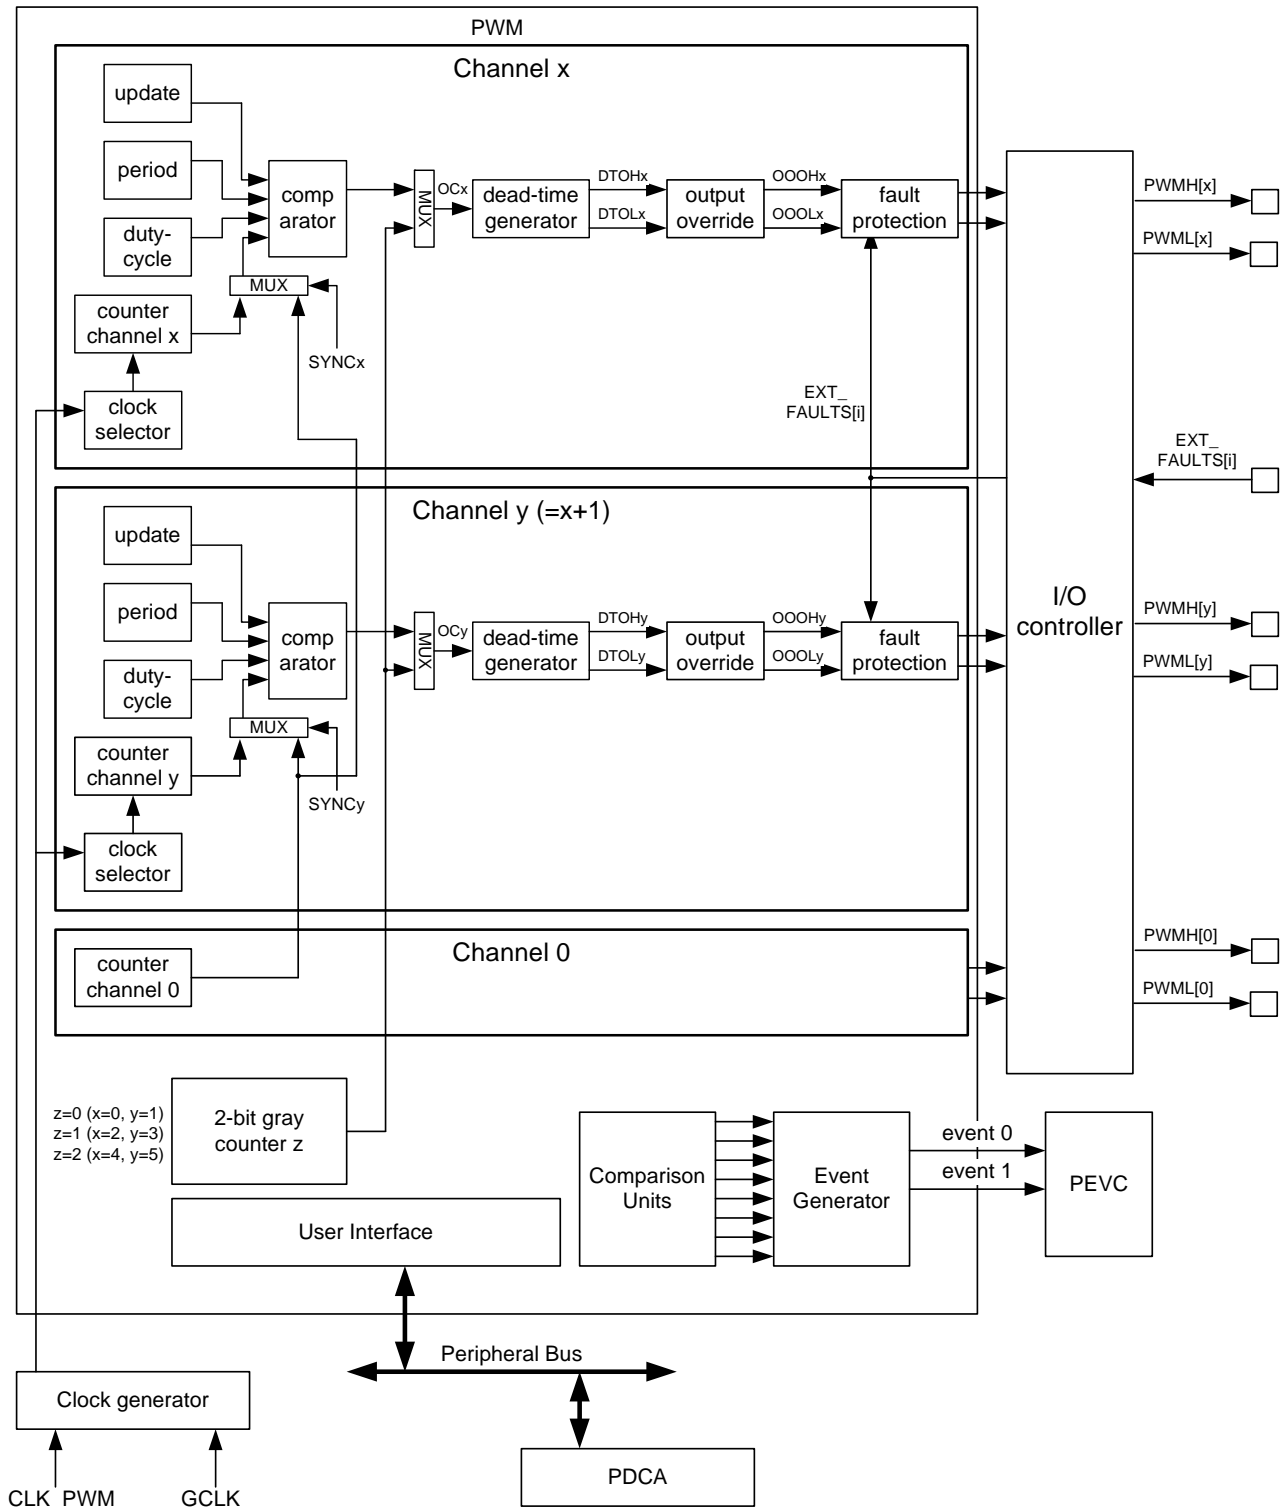 PWM
Channel x
update
period
duty-
cycle
comp
arator
MUX
counter
channel x
clock
selector
SYNCx
MUX
OCx
dead-time
generator
DTOHx
DTOLx
output
override
OOOHx
OOOLx
fault
protection
EXT_
FAULTS[i]
PWMH[x]
PWML[x]
EXT_
FAULTS[i]
I/O
controller
Channel y (=x+1)
update
period
duty-
cycle
comp
arator
MUX
counter
channel y
clock
selector
SYNCy
MUX
OCy
dead-time
generator
DTOHy
DTOLy
output
override
OOOHy
OOOLy
fault
protection
PWMH[y]
PWML[y]
Channel 0
counter
channel 0
PWMH[0]
PWML[0]
z=0 (x=0, y=1)
z=1 (x=2, y=3)
z=2 (x=4, y=5)
2-bit gray
counter z
Comparison
Units
Event
Generator
event 0
event 1
PEVC
User Interface
Peripheral Bus
Clock generator
PDCA
CLK_PWM
GCLK